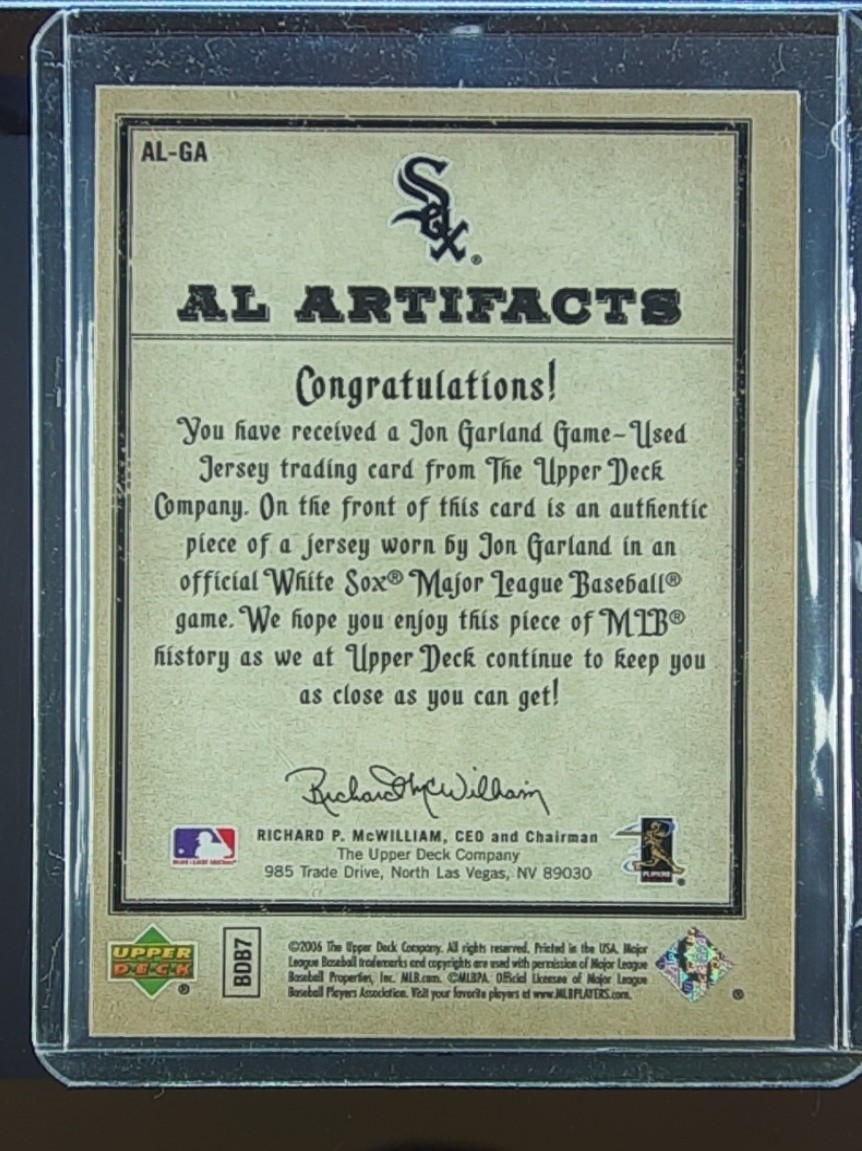 AL-GA
Sox®
AL ARTIFACTS
Congratulations!
You have received a Jon Garland Game-Used
Jersey trading card from The Upper Deck
Company. On the front of this card is an authentic
piece of a jersey worn by Jon Garland in an
official White Sox® Major League Baseball®
game. We hope you enjoy this piece of MLB®
history as we at Upper Deck continue to keep you
as close as you can get!
Richard McWilliam
RICHARD P. McWILLIAM, CEO and Chairman
The Upper Deck Company
985 Trade Drive, North Las Vegas, NV 89030
MAJOR LEAGUE BASEBALL
PLAYERS
®
UPPER
DECK
®
BDB7
©2006 The Upper Deck Company. All rights reserved. Printed in the USA. Major
League Baseball trademarks and copyrights are used with permission of Major League
Baseball Properties, Inc. MLB.com. ©MLBPA. Official Licensee of Major League
Baseball Players Association. Visit your favorite players at www.MLBPLAYERS.com.
®